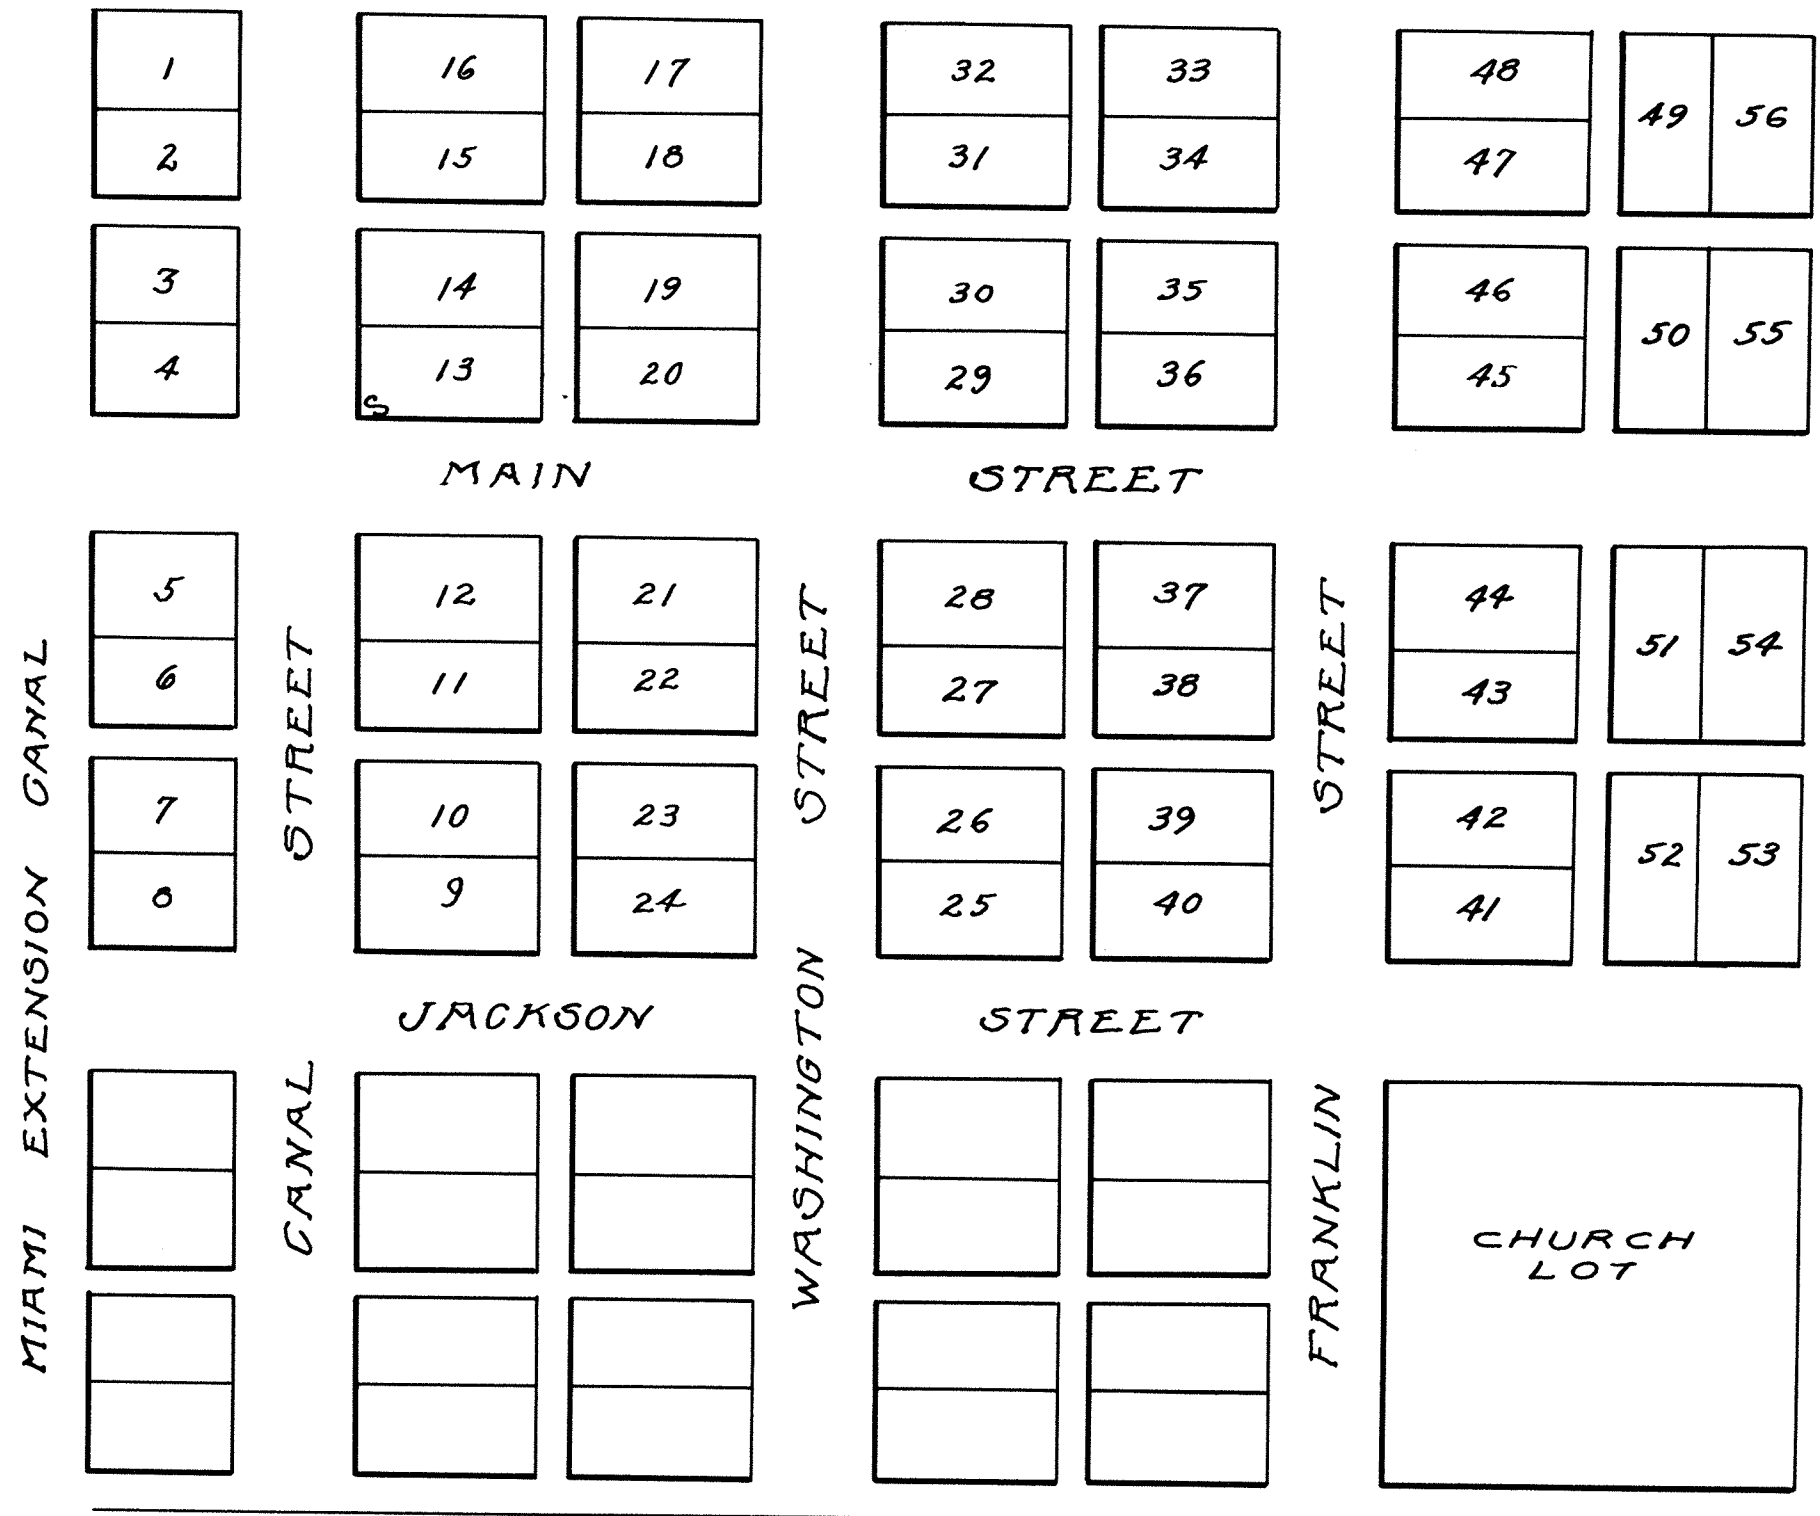 1 16 17 32 33 48 49 56
2 15 18 31 34 47
3 14 19 30 35 46 50 55
4 13 20 29 36 45
S
MAIN STREET
5 12 21 28 37 44 51 54
6 11 22 27 38 43
7 10 23 26 39 42 52 53
8 9 24 25 40 41
JACKSON STREET
MIAMI EXTENSION CANAL
CANAL STREET
WASHINGTON STREET
FRANKLIN STREET
CHURCH
LOT